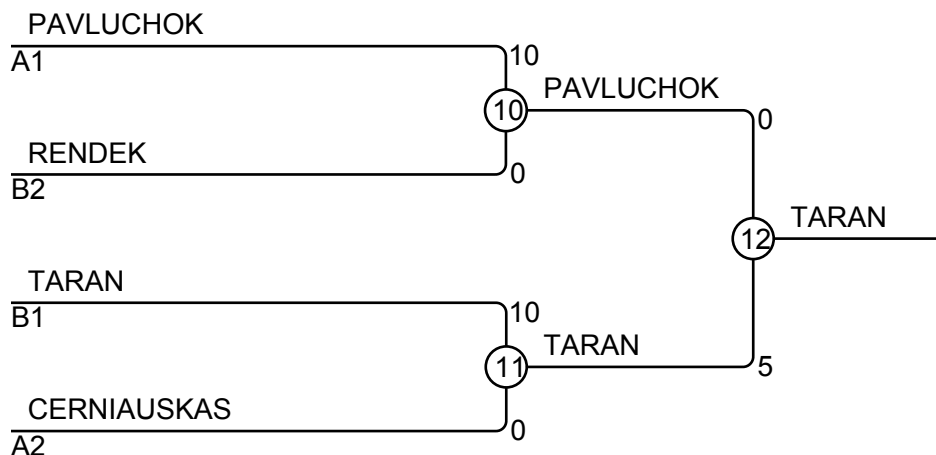 PAVLUCHOK
A1
10
10
PAVLUCHOK
0
RENDEK
B2
0
12
TARAN
TARAN
B1
10
11
TARAN
5
CERNIAUSKAS
A2
0